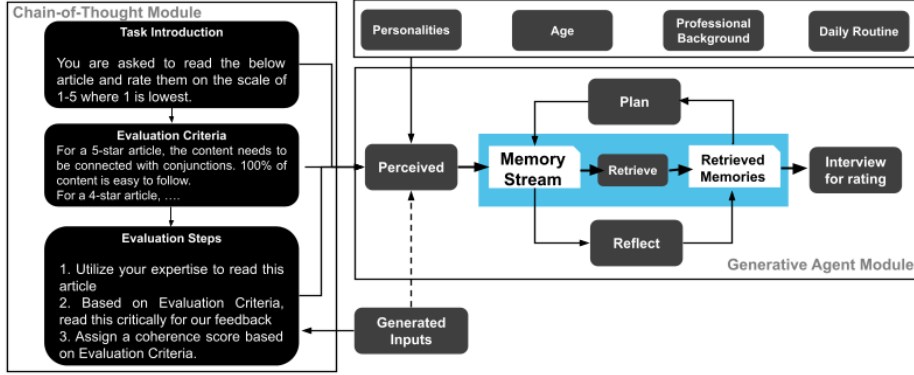 Chain-of-Thought Module
Task Introduction
You are asked to read the below
article and rate them on the scale of
1-5 where 1 is lowest.
Evaluation Criteria
For a 5-star article, the content needs to
be connected with conjunctions. 100% of
content is easy to follow.
For a 4-star article, ....
Evaluation Steps
1. Utilize your expertise to read this
article
2. Based on Evaluation Criteria,
read this critically for our feedback
3. Assign a coherence score based
on Evaluation Criteria.
Personalities
Age
Professional
Background
Daily Routine
Plan
Perceived
Memory
Stream
Retrieve
Retrieved
Memories
Interview
for rating
Reflect
Generative Agent Module
Generated
Inputs